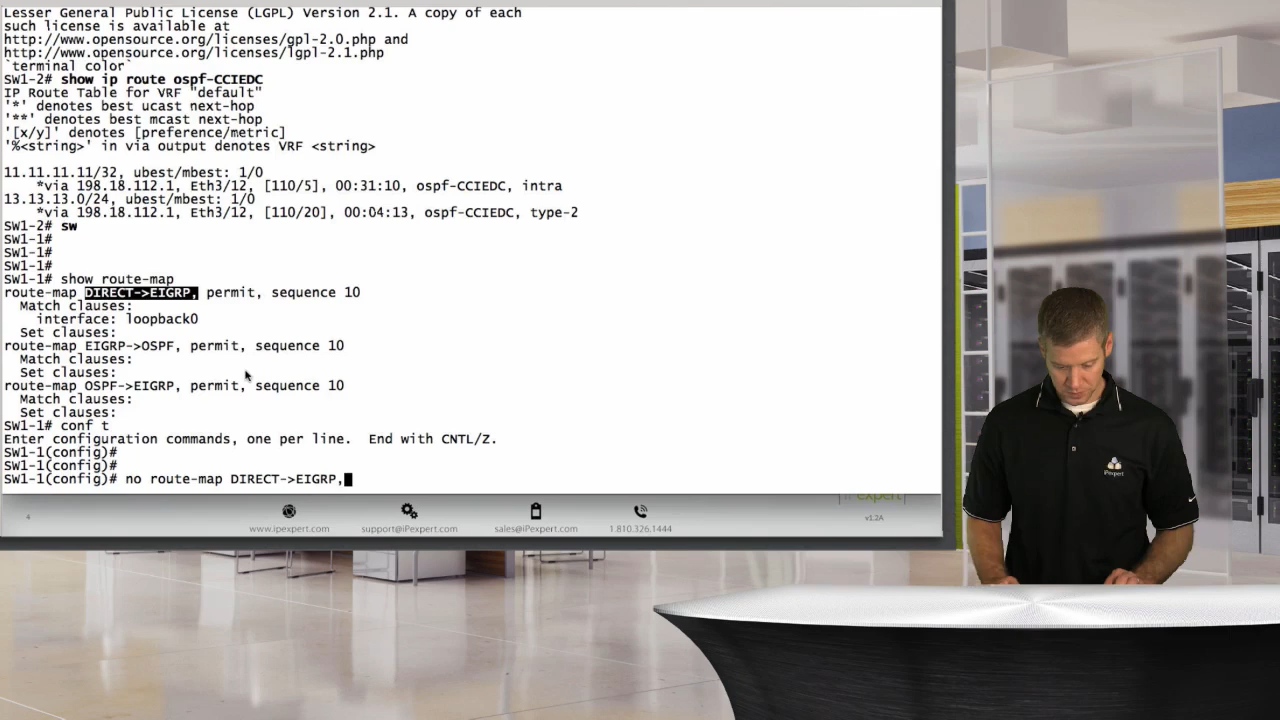 Lesser General Public License (LGPL) Version 2.1. A copy of each
such license is available at
http://www.opensource.org/licenses/gpl-2.0.php and
http://www.opensource.org/licenses/lgpl-2.1.php
`terminal color`
SW1-2# show ip route ospf-CCIEDC
IP Route Table for VRF "default"
'*' denotes best ucast next-hop
'**' denotes best mcast next-hop
'[x/y]' denotes [preference/metric]
'%<string>' in via output denotes VRF <string>
11.11.11.11/32, ubest/mbest: 1/0
*via 198.18.112.1, Eth3/12, [110/5], 00:31:10, ospf-CCIEDC, intra
13.13.13.0/24, ubest/mbest: 1/0
*via 198.18.112.1, Eth3/12, [110/20], 00:04:13, ospf-CCIEDC, type-2
SW1-2# sw
SW1-1#
SW1-1#
SW1-1#
SW1-1# show route-map
route-map DIRECT->EIGRP, permit, sequence 10
Match clauses:
interface: loopback0
Set clauses:
route-map EIGRP->OSPF, permit, sequence 10
Match clauses:
Set clauses:
route-map OSPF->EIGRP, permit, sequence 10
Match clauses:
Set clauses:
SW1-1# conf t
Enter configuration commands, one per line.  End with CNTL/Z.
SW1-1(config)#
SW1-1(config)#
SW1-1(config)# no route-map DIRECT->EIGRP,
4
www.ipexpert.com
support@iPexpert.com
sales@iPexpert.com
1.810.326.1444
expert
v1.2A
iPexpert